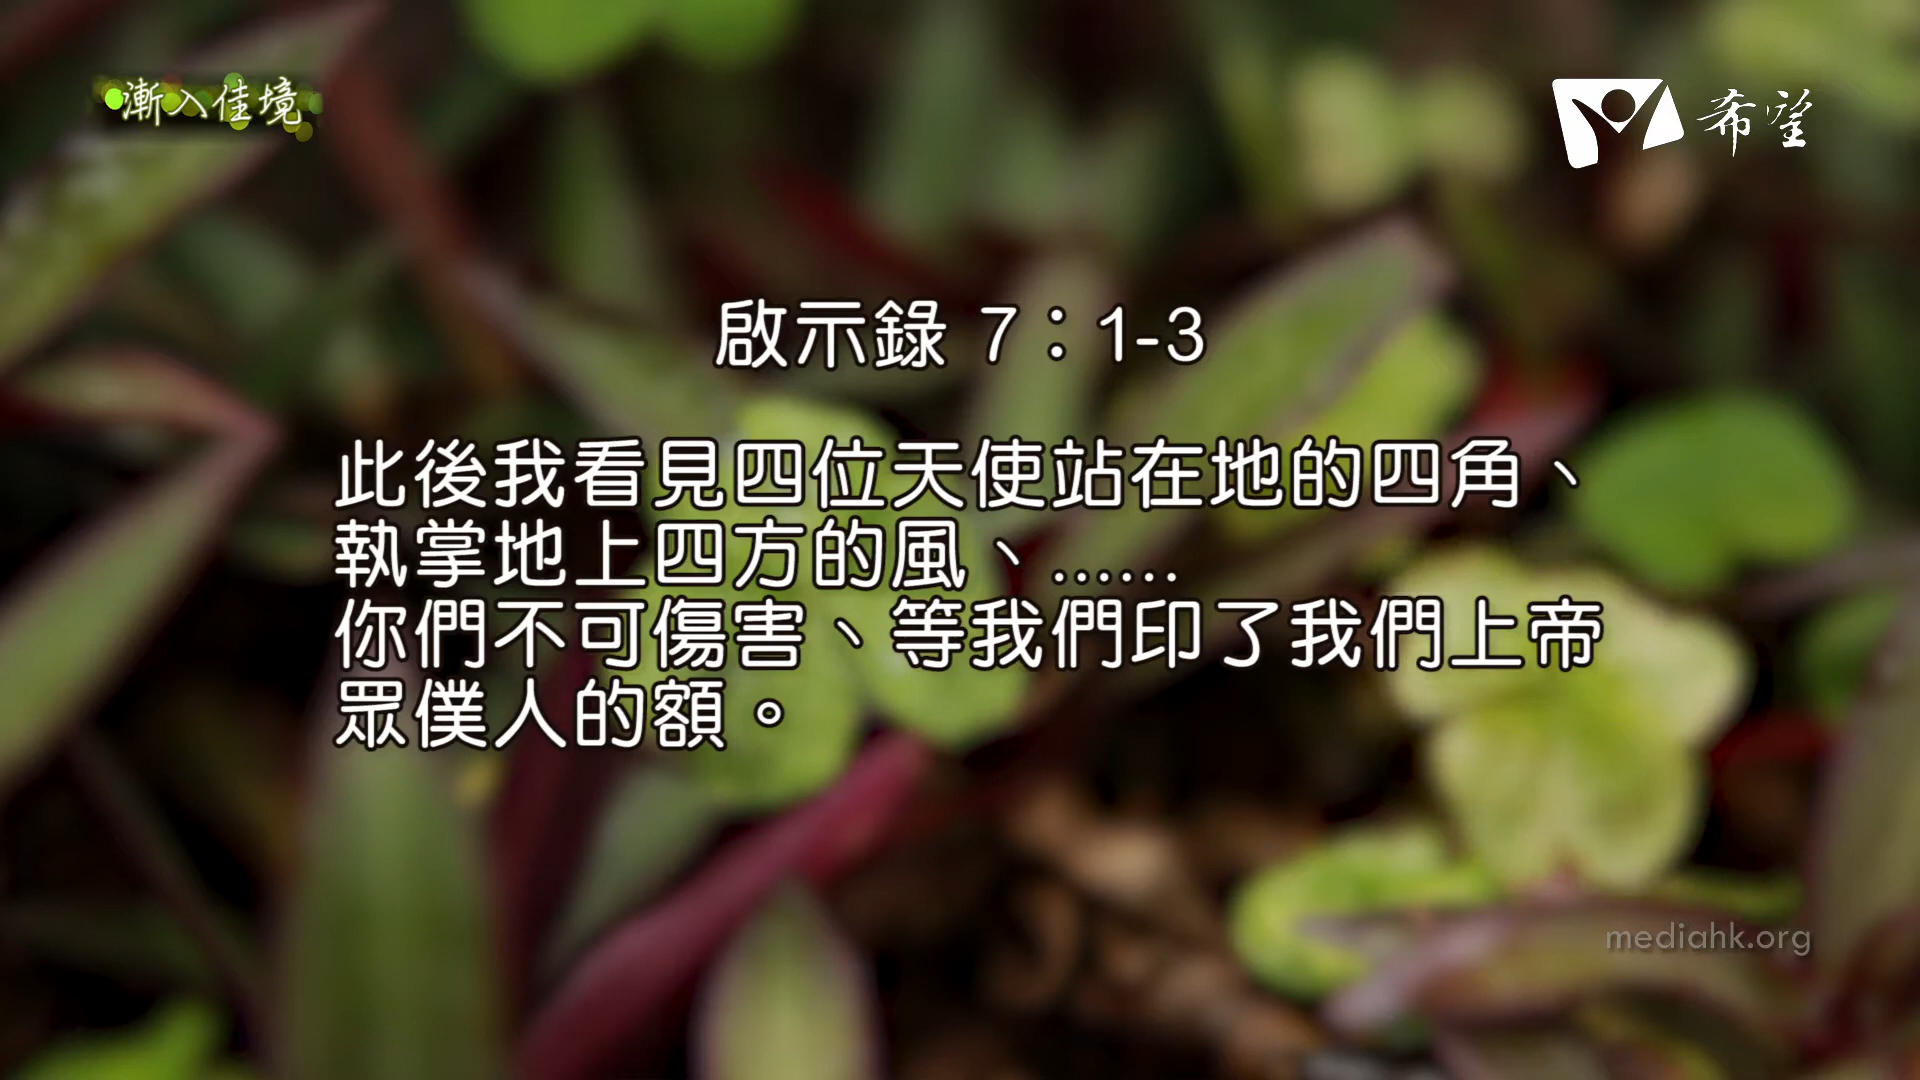 漸入佳境
希望
啟示錄 7：1-3
此後我看見四位天使站在地的四角、
執掌地上四方的風、......
你們不可傷害、等我們印了我們上帝
眾僕人的額。
mediahk.org